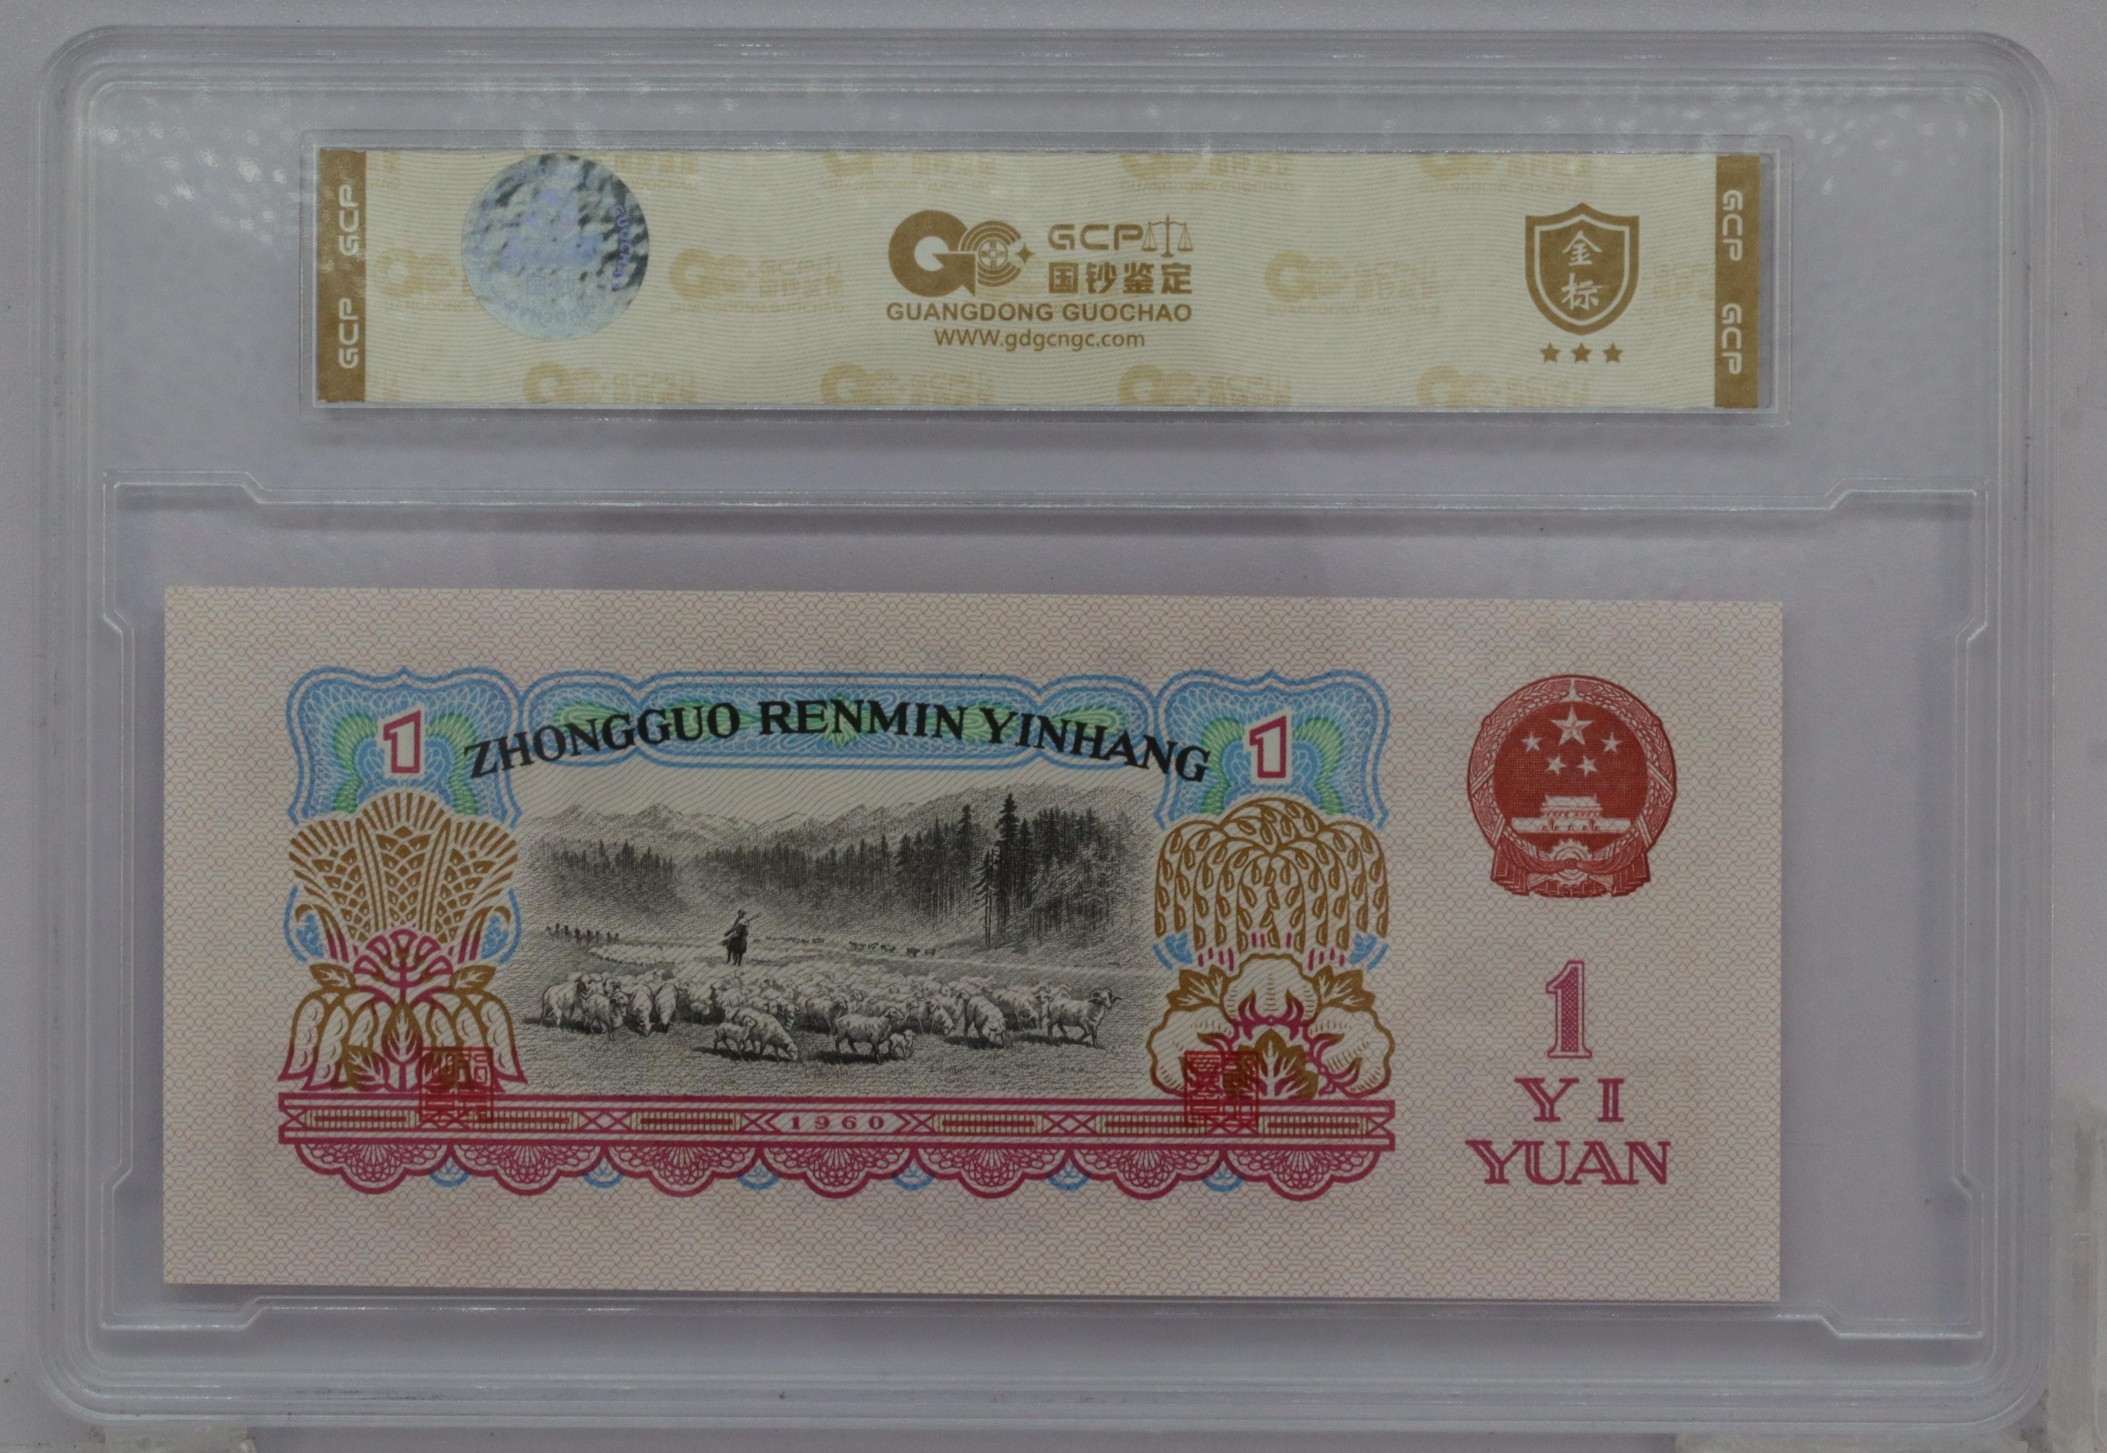 GCP GCP
GCP
国钞鉴定
GUANGDONG GUOCHAO
WWW.gdgcngc.com
金标
GCP GCP
ZHONGGUO RENMIN YINHANG
1
1
1960
1
YI
YUAN